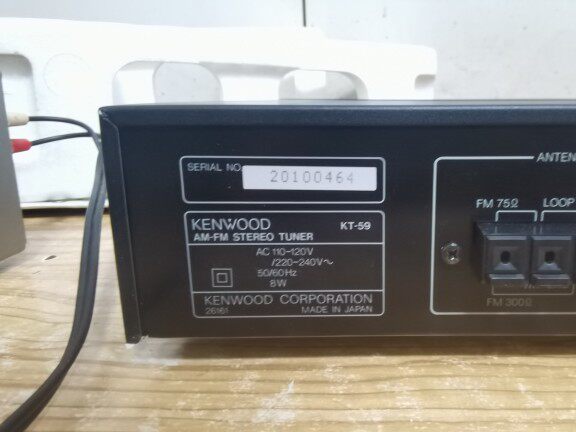 SERIAL NO.
20100464
KENWOOD KT-59
AM-FM STEREO TUNER
AC 110-120V
/220-240V~
50/60Hz
8W
KENWOOD CORPORATION
26161 MADE IN JAPAN
ANTEN
FM 75Ω LOOP
FM 300Ω